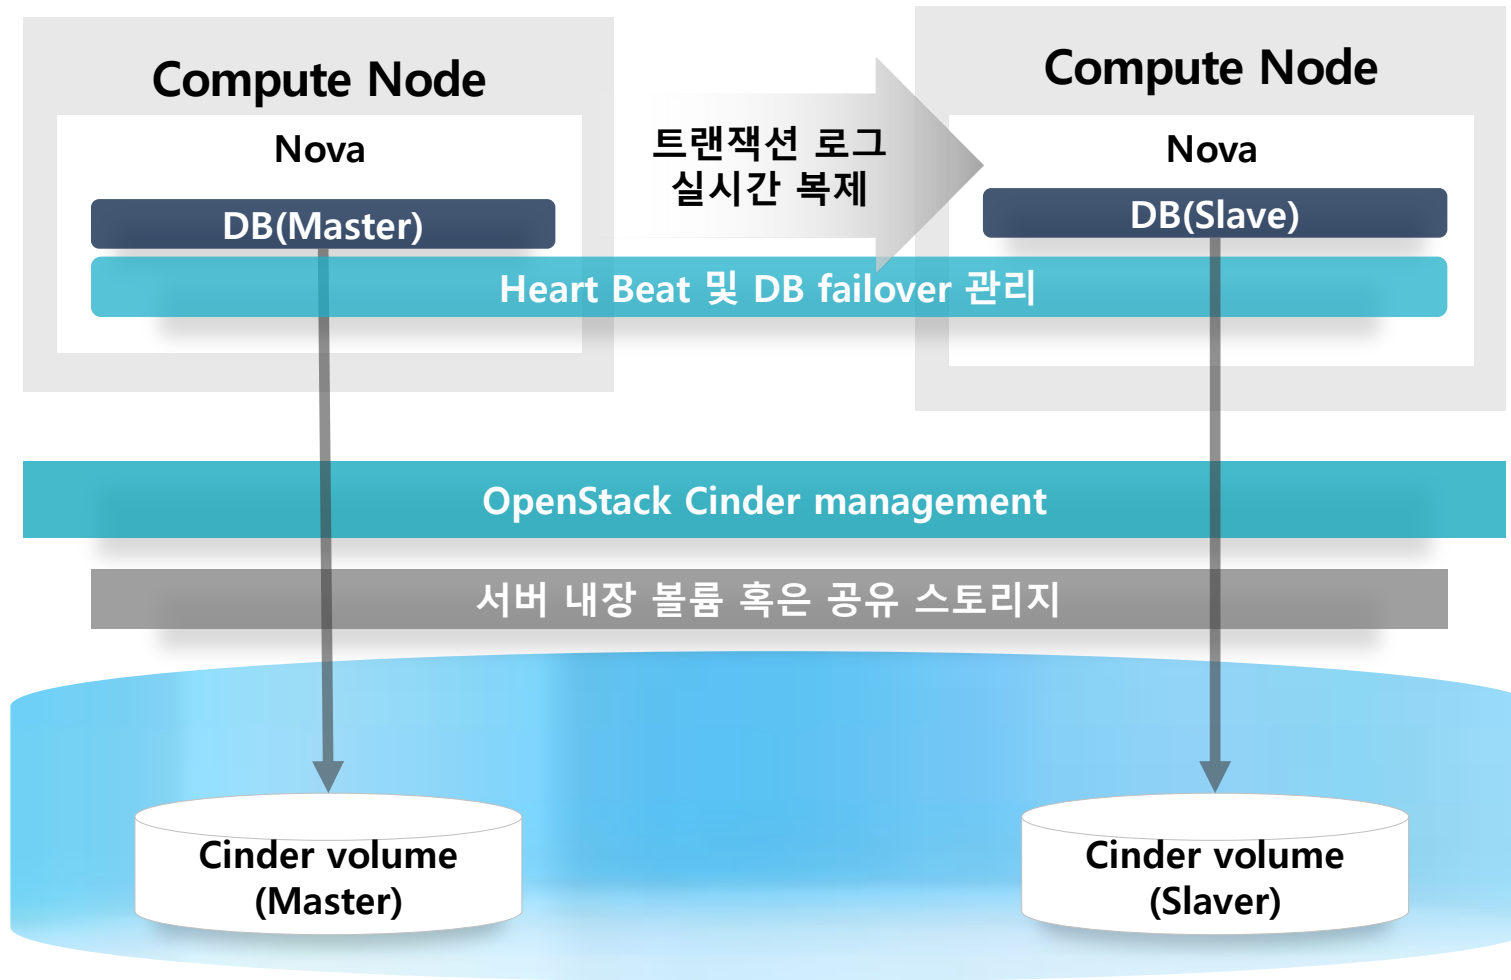 Compute Node
Nova
DB(Master)
트랜잭션 로그
실시간 복제
Compute Node
Nova
DB(Slave)
Heart Beat 및 DB failover 관리
OpenStack Cinder management
서버 내장 볼륨 혹은 공유 스토리지
Cinder volume
(Master)
Cinder volume
(Slaver)